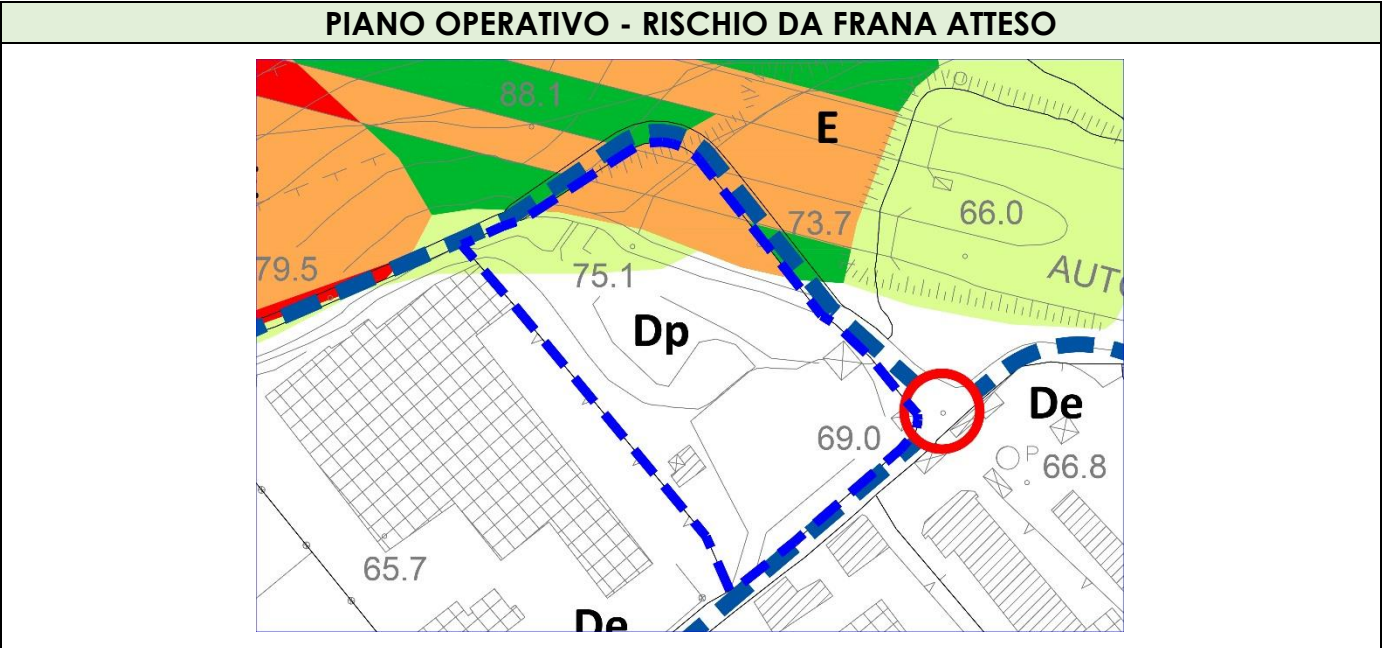 PIANO OPERATIVO - RISCHIO DA FRANA ATTESO
88.1
E
66.0
73.7
79.5
75.1
AUTO
Dp
De
69.0
P
66.8
65.7
De